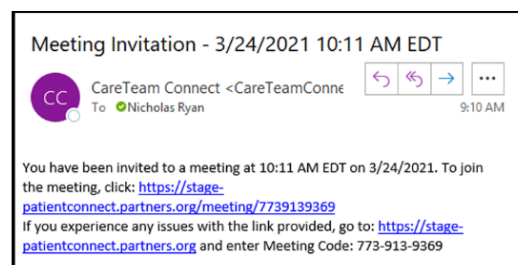 Meeting Invitation - 3/24/2021 10:11 AM EDT
CC
CareTeam Connect <CareTeamConne
To Nicholas Ryan
9:10 AM
You have been invited to a meeting at 10:11 AM EDT on 3/24/2021. To join
the meeting, click: https://stage-
patientconnect.partners.org/meeting/7739139369
If you experience any issues with the link provided, go to: https://stage-
patientconnect.partners.org and enter Meeting Code: 773-913-9369